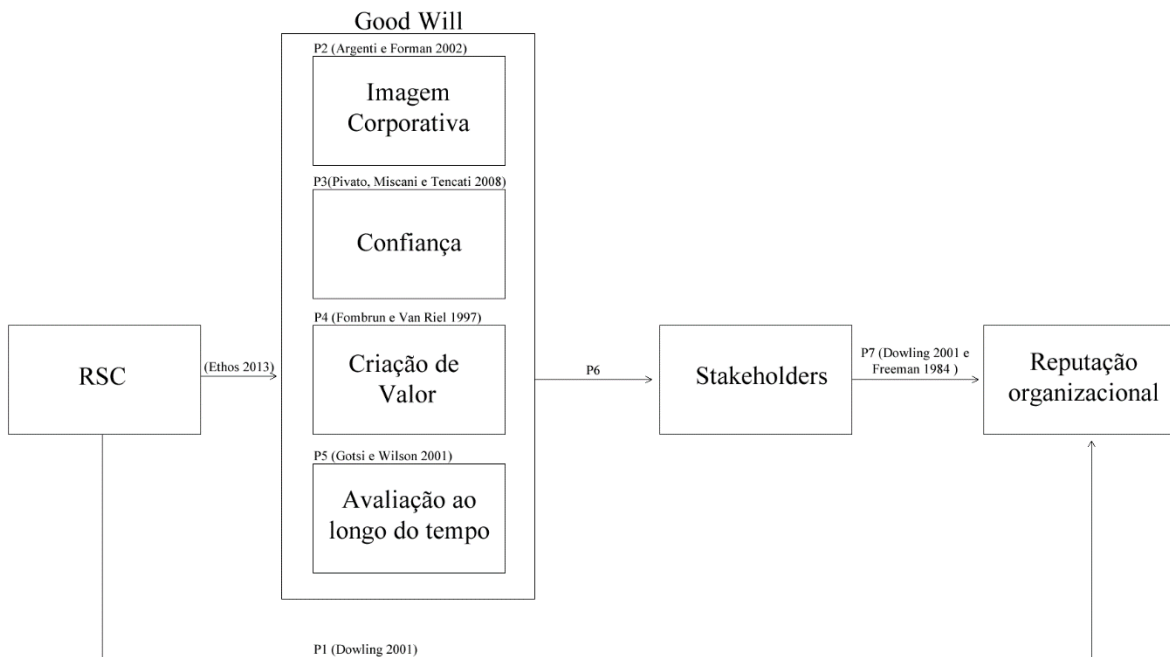 Good Will
P2 (Argenti e Forman 2002)
Imagem
Corporativa
P3(Pivato, Miscani e Tencati 2008)
Confiança
P4 (Fombrun e Van Riel 1997)
Criação de
Valor
P5 (Gotsi e Wilson 2001)
Avaliação ao
longo do tempo
RSC
(Ethos 2013)
P6
Stakeholders
P7 (Dowling 2001 e
Freeman 1984 )
Reputação
organizacional
P1 (Dowling 2001)